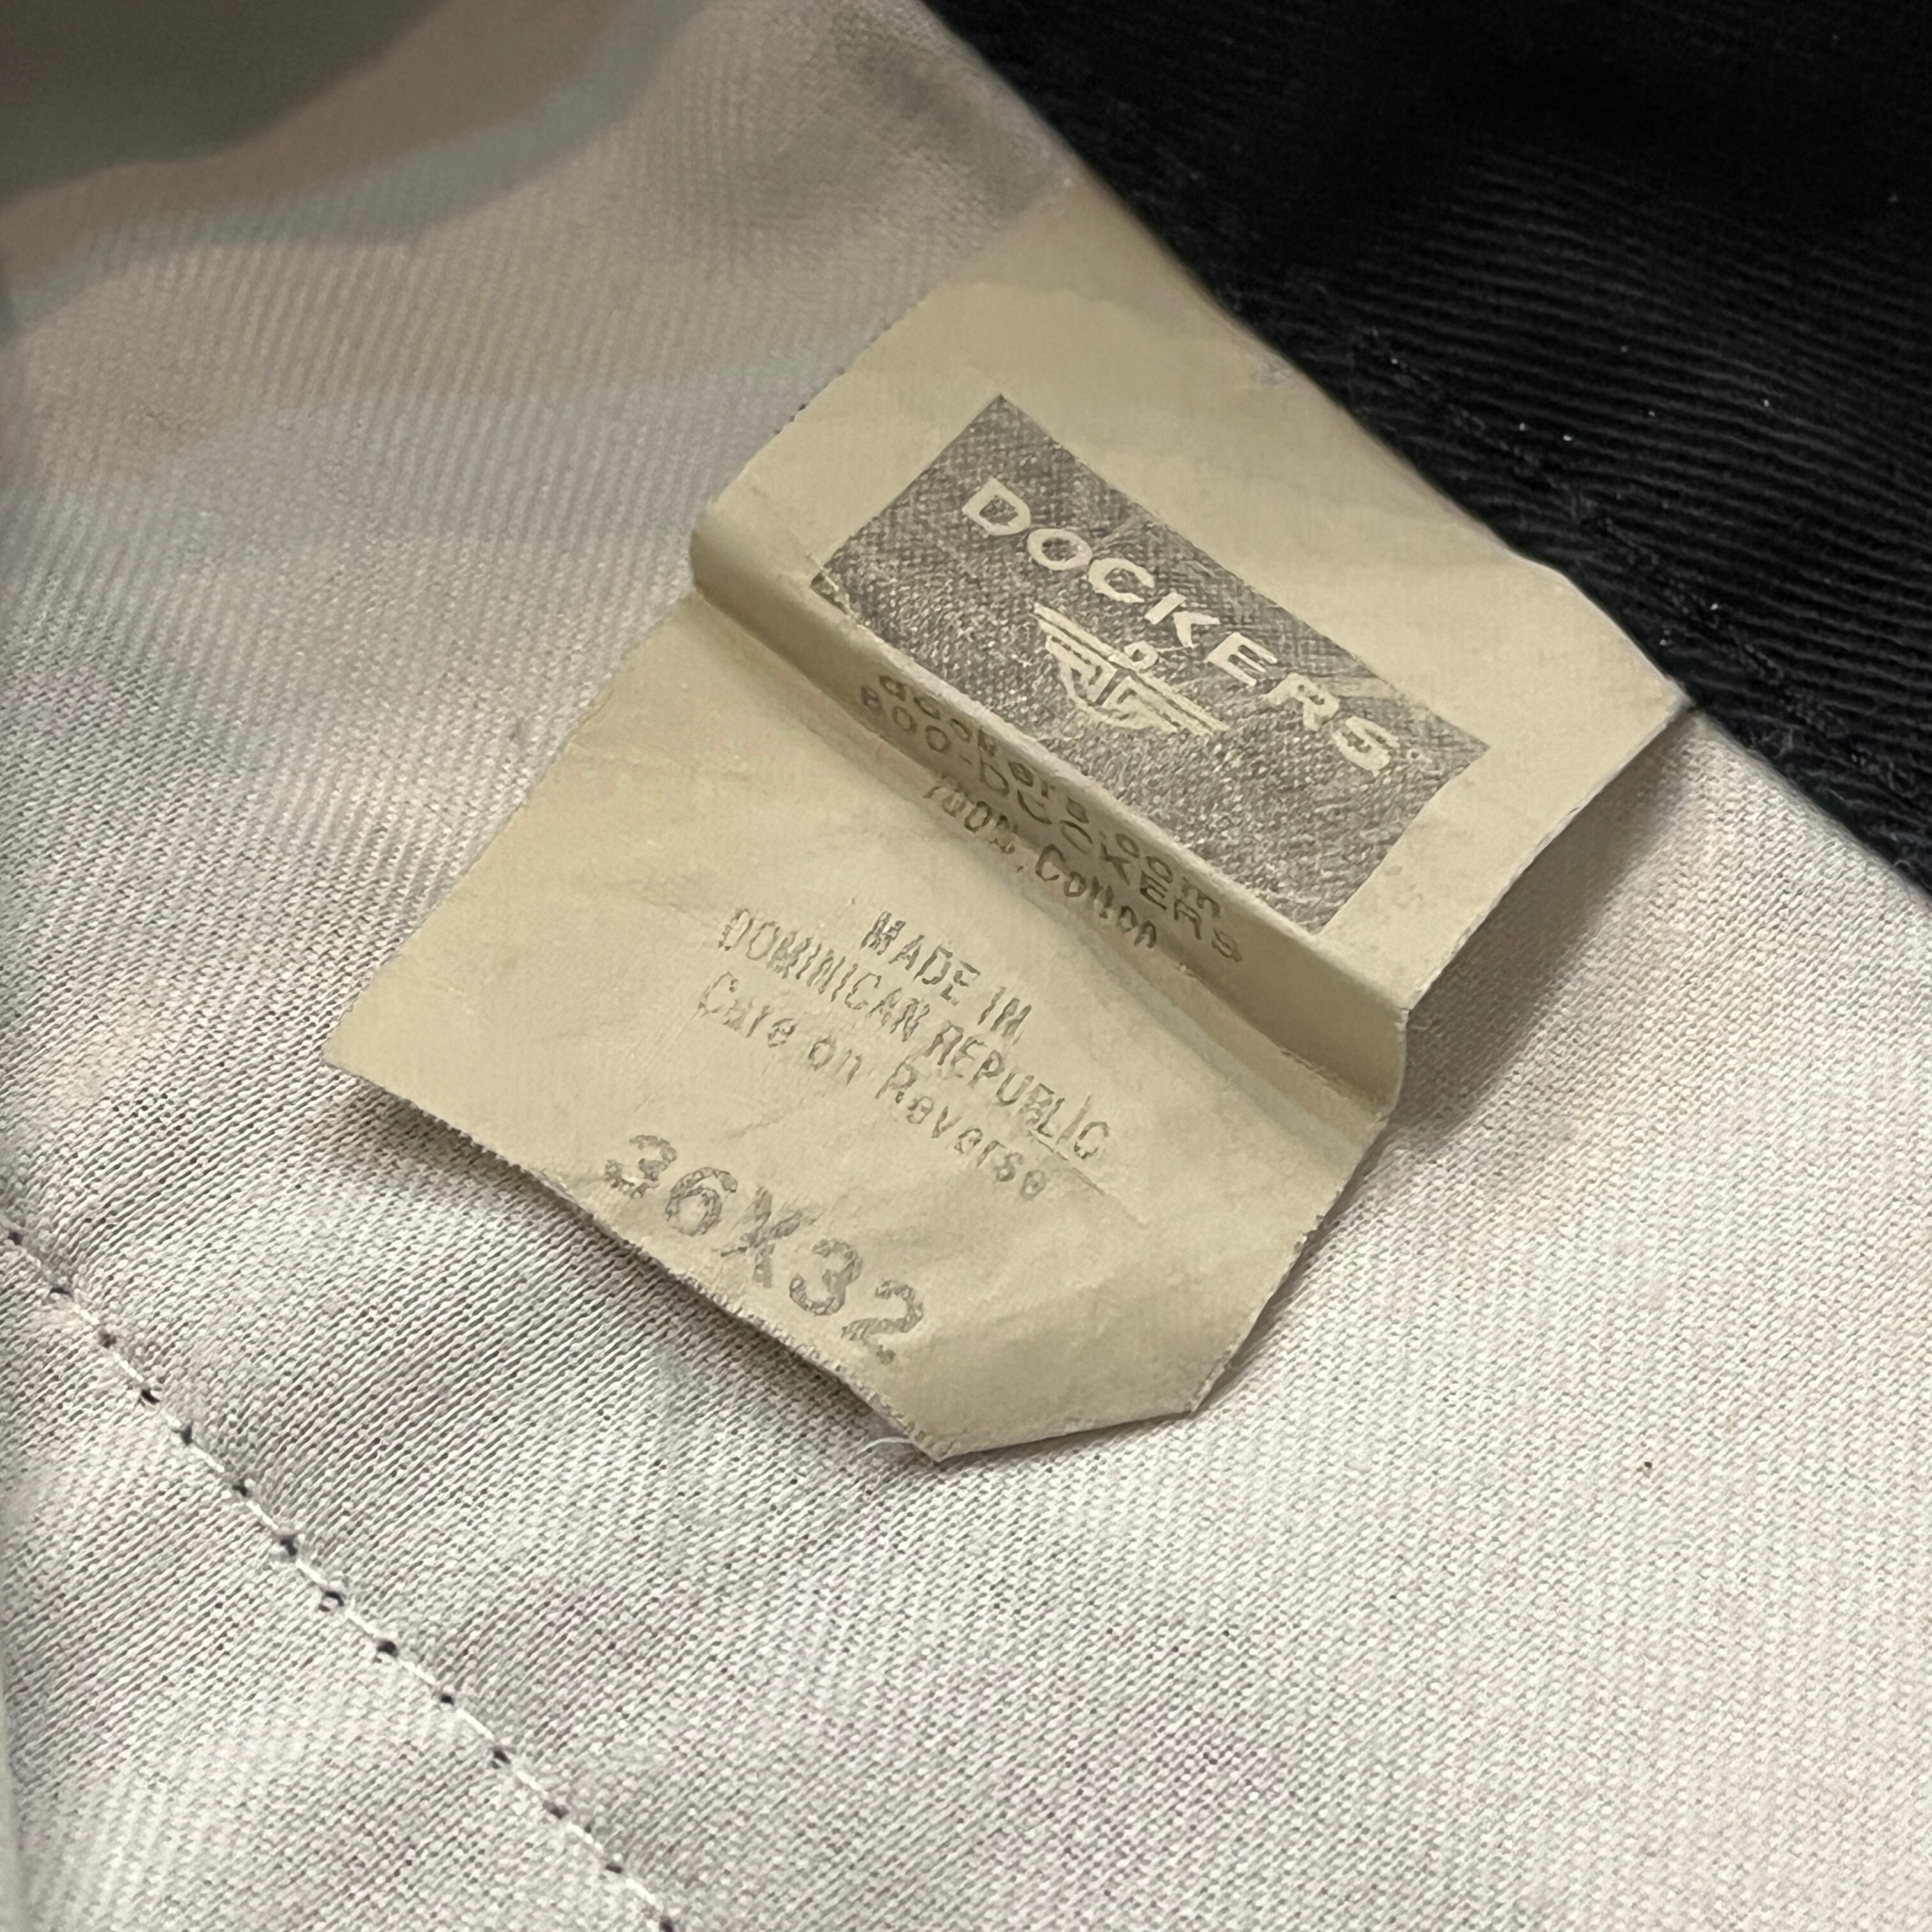 DOCKERS
D
dockers.com
800-DOCKERS
100% Cotton
MADE IN
DOMINICAN REPUBLIC
Care on Reverse
36X32